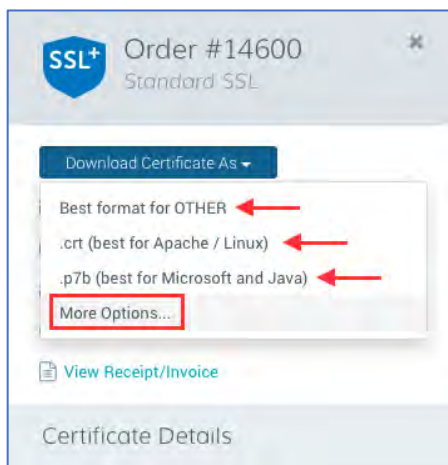 SSL+
Order #14600
Standard SSL
Download Certificate As
Best format for OTHER
.crt (best for Apache / Linux)
.p7b (best for Microsoft and Java)
More Options...
View Receipt/Invoice
Certificate Details